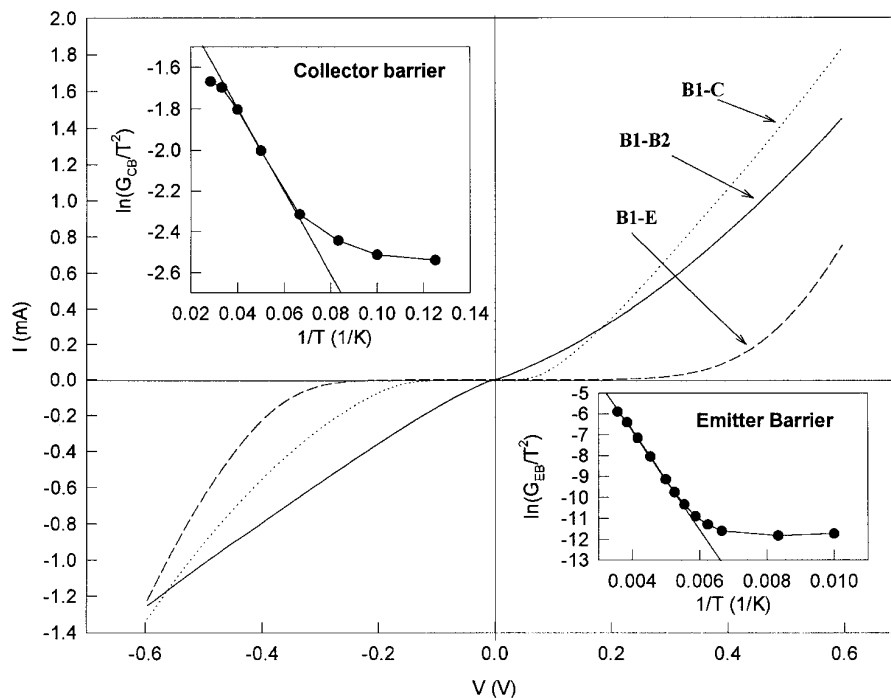 2.0
1.8
1.6
1.4
1.2
1.0
0.8
0.6
0.4
0.2
0.0
-0.2
-0.4
-0.6
-0.8
-1.0
-1.2
-1.4
I (mA)
-0.6 -0.4 -0.2 0.0 0.2 0.4
V (V)
Collector barrier
-1.6
-1.8
-2.0
-2.2
-2.4
-2.6
ln(G_CB/T²)
0.02 0.04 0.06 0.08 0.10 0.12 0.14
1/T (1/K)
B1-C
B1-B2
B1-E
Emitter Barrier
-5
-6
-7
-8
-9
-10
-11
-12
-13
ln(G_EB/T²)
0.004 0.006 0.008 0.010
1/T (1/K)